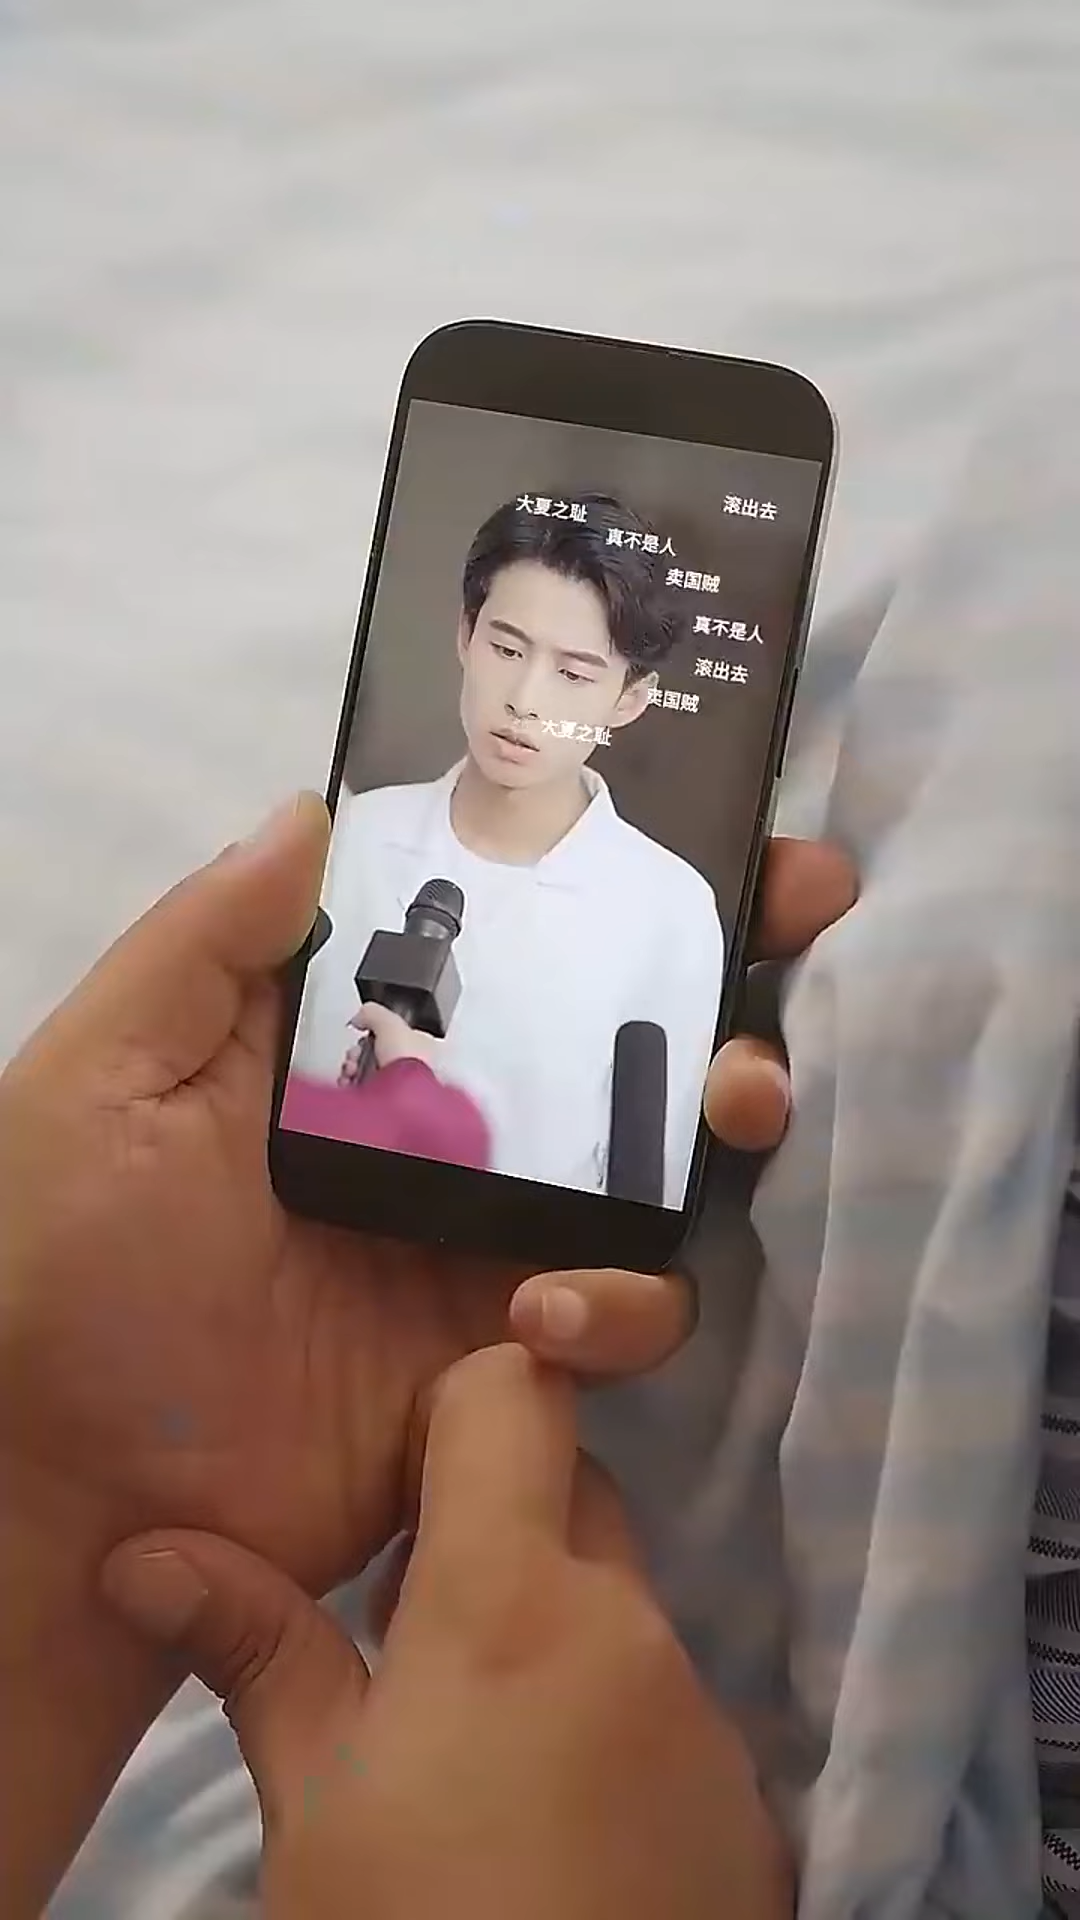 大夏之耻
滚出去
真不是人
卖国贼
真不是人
滚出去
卖国贼
大夏之耻